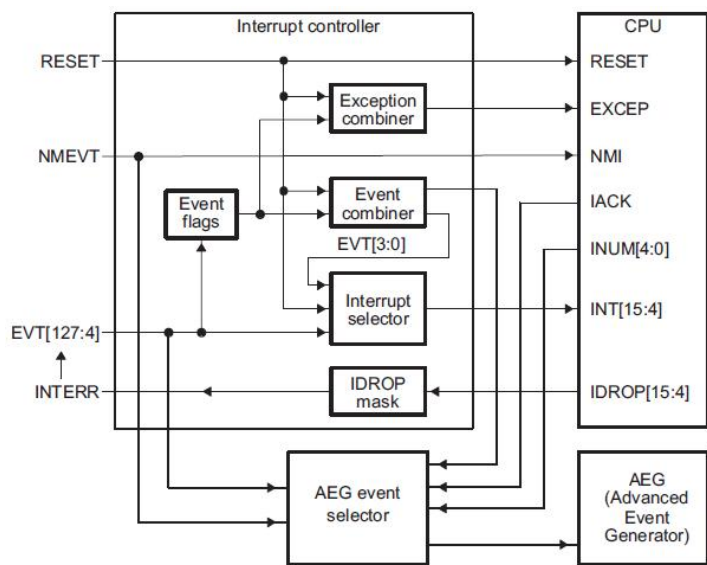 Interrupt controller
CPU
RESET
RESET
Exception
combiner
EXCEP
NMEVT
NMI
Event
flags
Event
combiner
IACK
EVT[3:0]
INUM[4:0]
Interrupt
selector
EVT[127:4]
INT[15:4]
INTERR
IDROP
mask
IDROP[15:4]
AEG event
selector
AEG
(Advanced
Event
Generator)